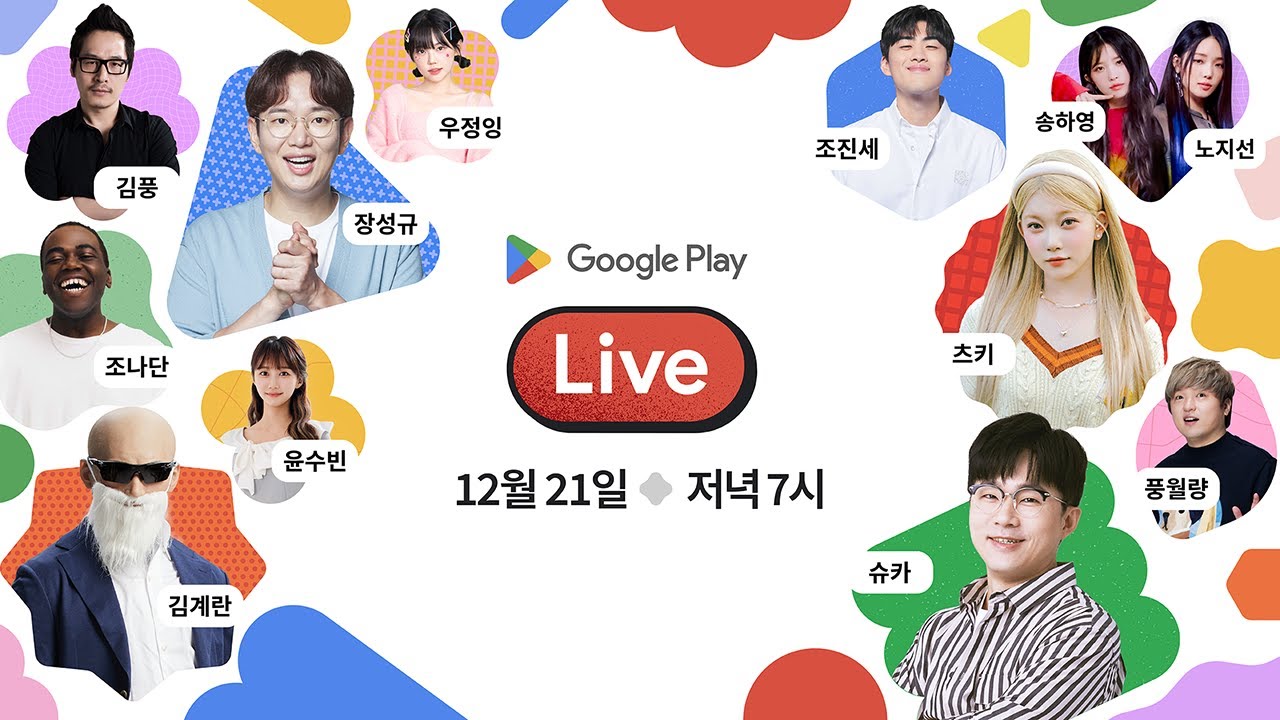 김풍
장성규
우정잉
조나단
윤수빈
김계란
Google Play
Live
12월 21일 저녁 7시
조진세
송하영
노지선
츠키
풍월량
슈카